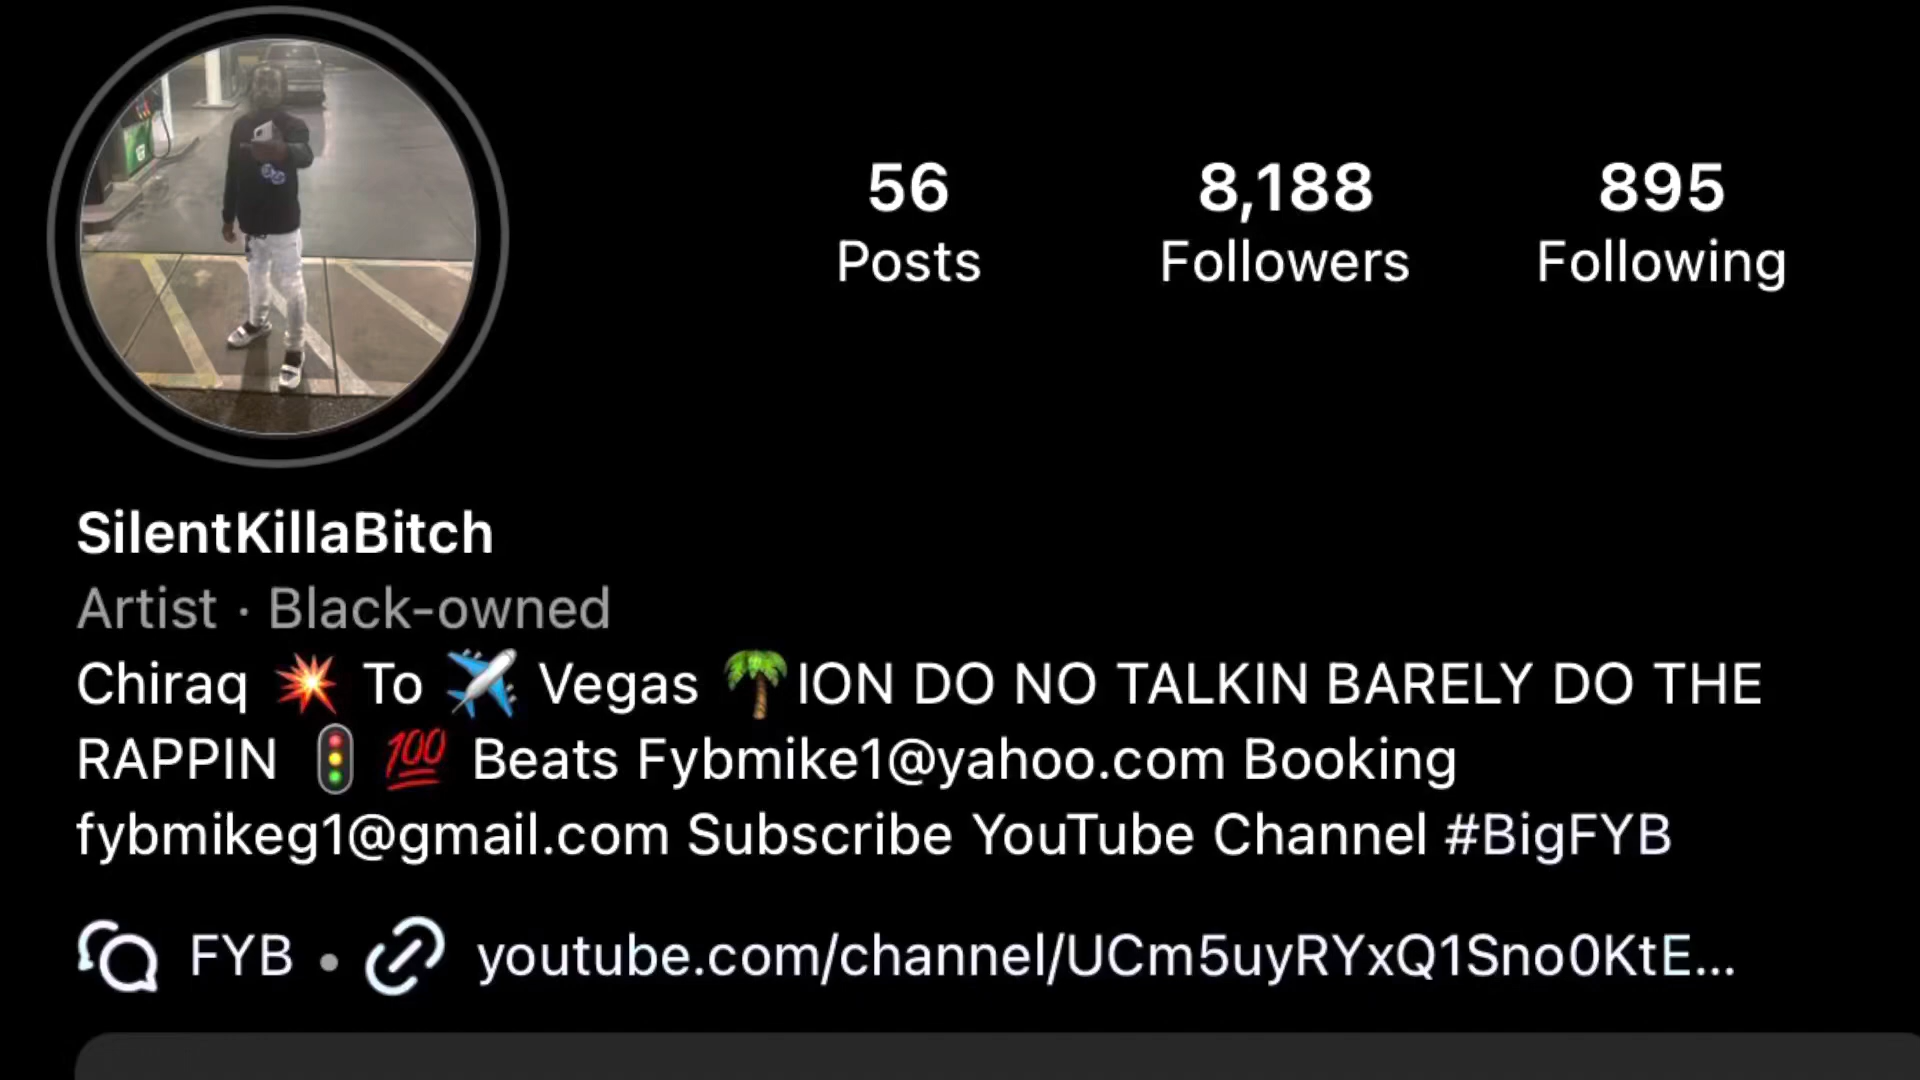 56
Posts
8,188
Followers
895
Following
SilentKillaBitch
Artist · Black-owned
Chiraq 💥 To ✈️ Vegas 🌴ION DO NO TALKIN BARELY DO THE
RAPPIN 🚦 💯 Beats Fybmike1@yahoo.com Booking
fybmikeg1@gmail.com Subscribe YouTube Channel #BigFYB
FYB • youtube.com/channel/UCm5uyRYxQ1Sno0KtE...